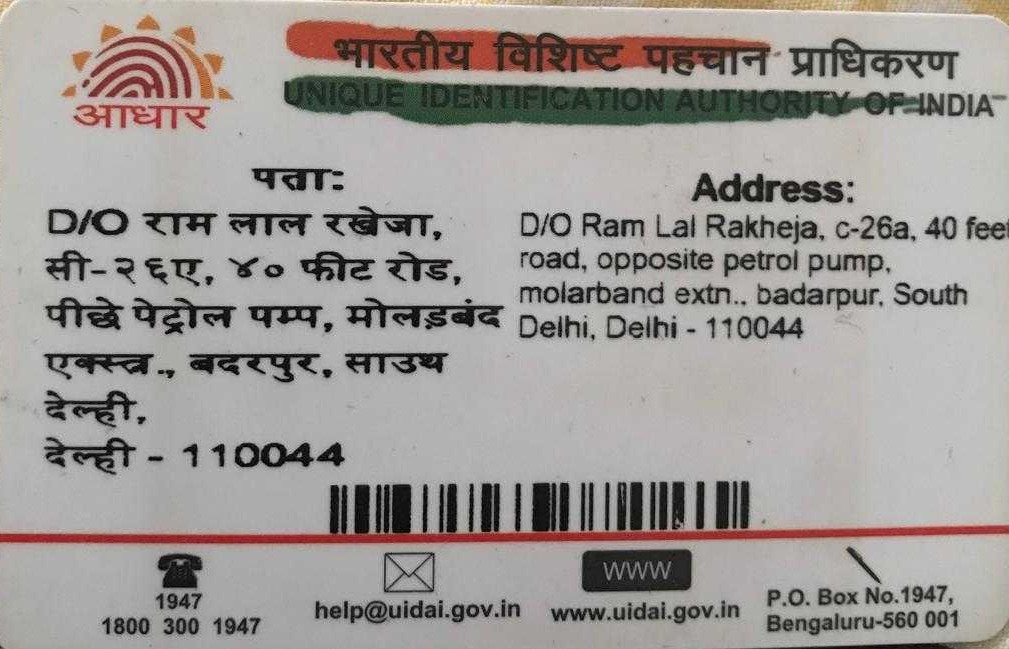 भारतीय विशिष्ट पहचान प्राधिकरण
UNIQUE IDENTIFICATION AUTHORITY OF INDIA
आधार
पता:
D/O राम लाल रखेजा,
सी-२६ए, ४० फीट रोड,
पीछे पेट्रोल पम्प, मोलड़बंद
एक्स्त्न., बदरपुर, साउथ
देल्ही,
देल्ही - 110044
Address:
D/O Ram Lal Rakheja, c-26a, 40 feet
road, opposite petrol pump,
molarband extn., badarpur, South
Delhi, Delhi - 110044
1947
1800 300 1947
help@uidai.gov.in
www
www.uidai.gov.in
P.O. Box No.1947,
Bengaluru-560 001